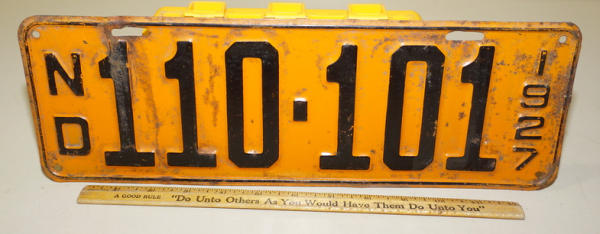 ND 110·101 1927
A GOOD RULE "Do Unto Others As You Would Have Them Do Unto You"